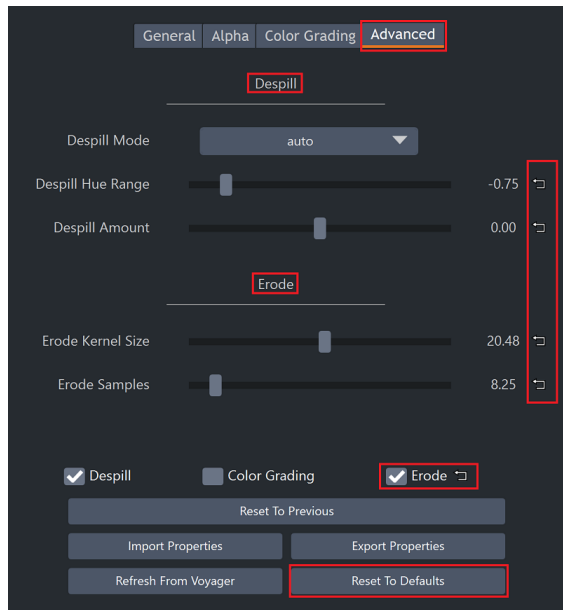 General Alpha Color Grading Advanced
Despill
Despill Mode auto
Despill Hue Range -0.75
Despill Amount 0.00
Erode
Erode Kernel Size 20.48
Erode Samples 8.25
Despill Color Grading Erode
Reset To Previous
Import Properties Export Properties
Refresh From Voyager Reset To Defaults